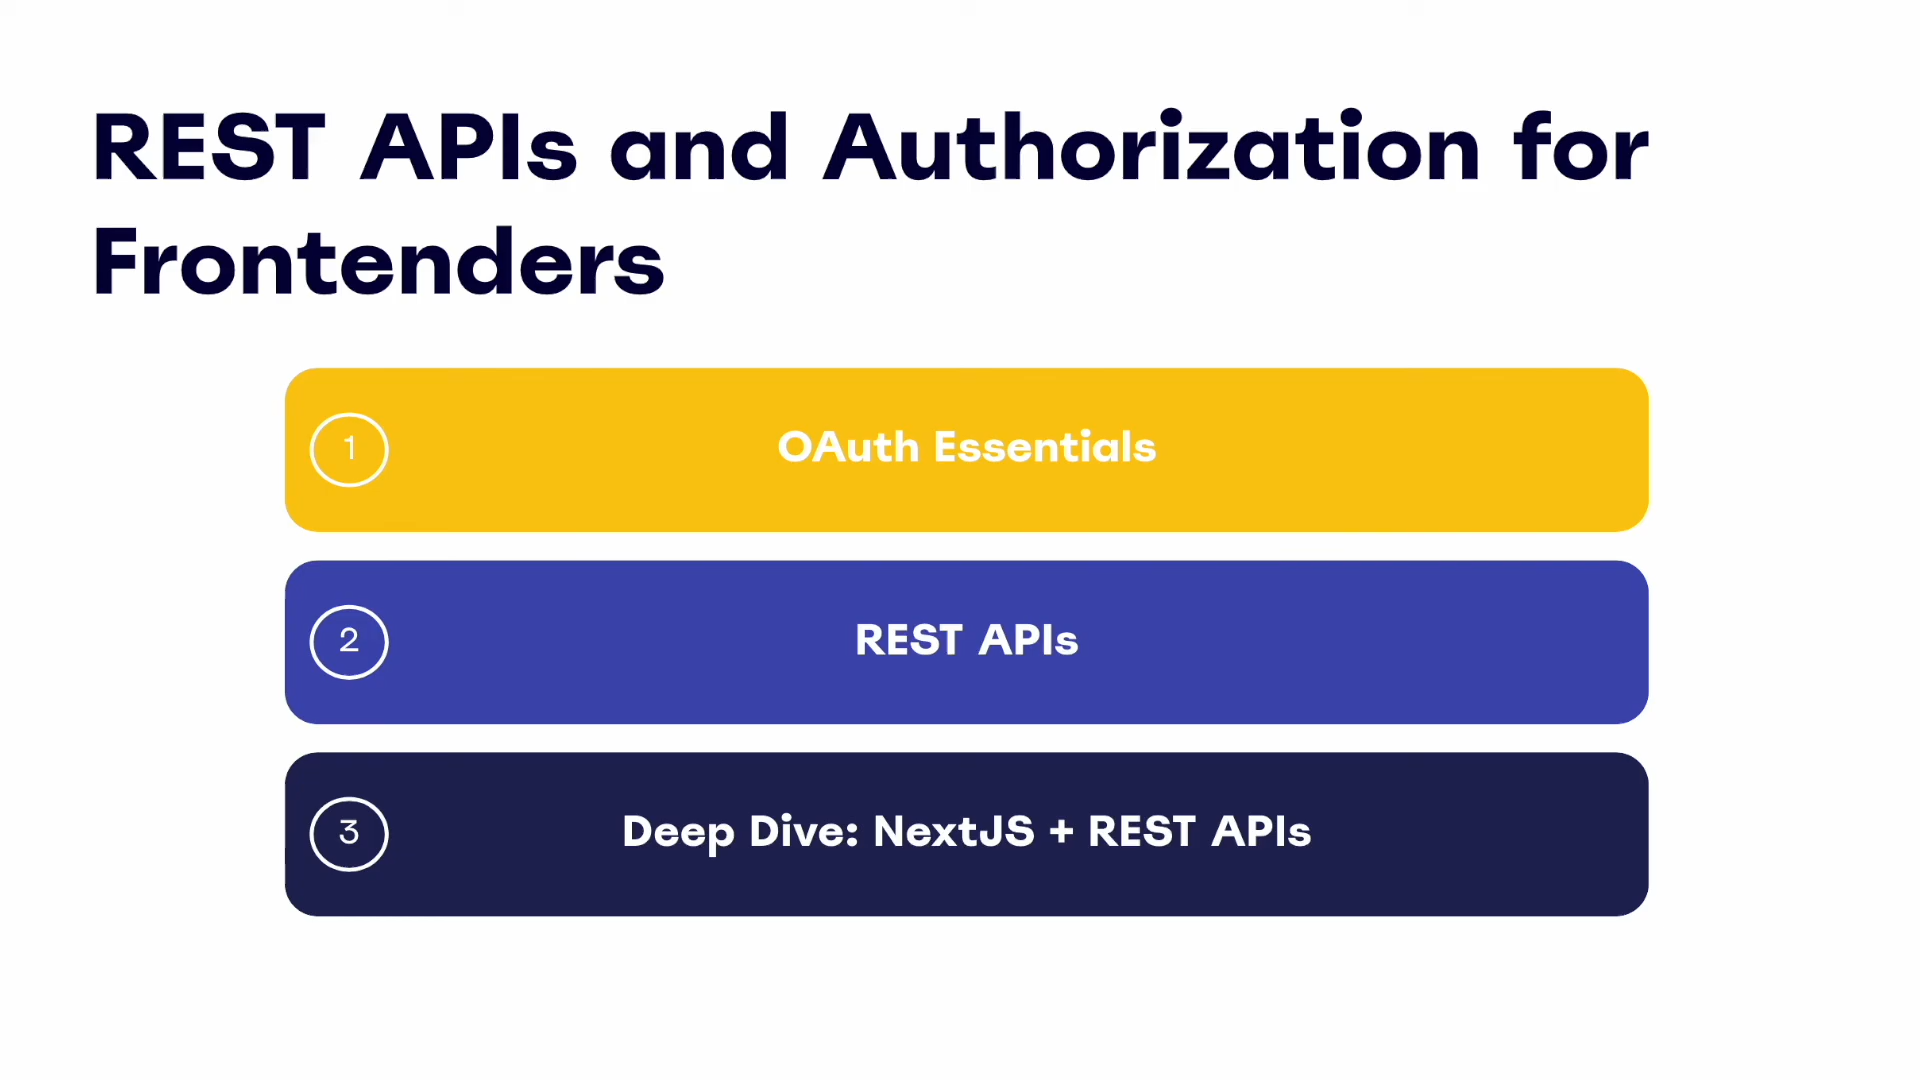 REST APIs and Authorization for
Frontenders
1
OAuth Essentials
2
REST APIs
3
Deep Dive: NextJS + REST APIs